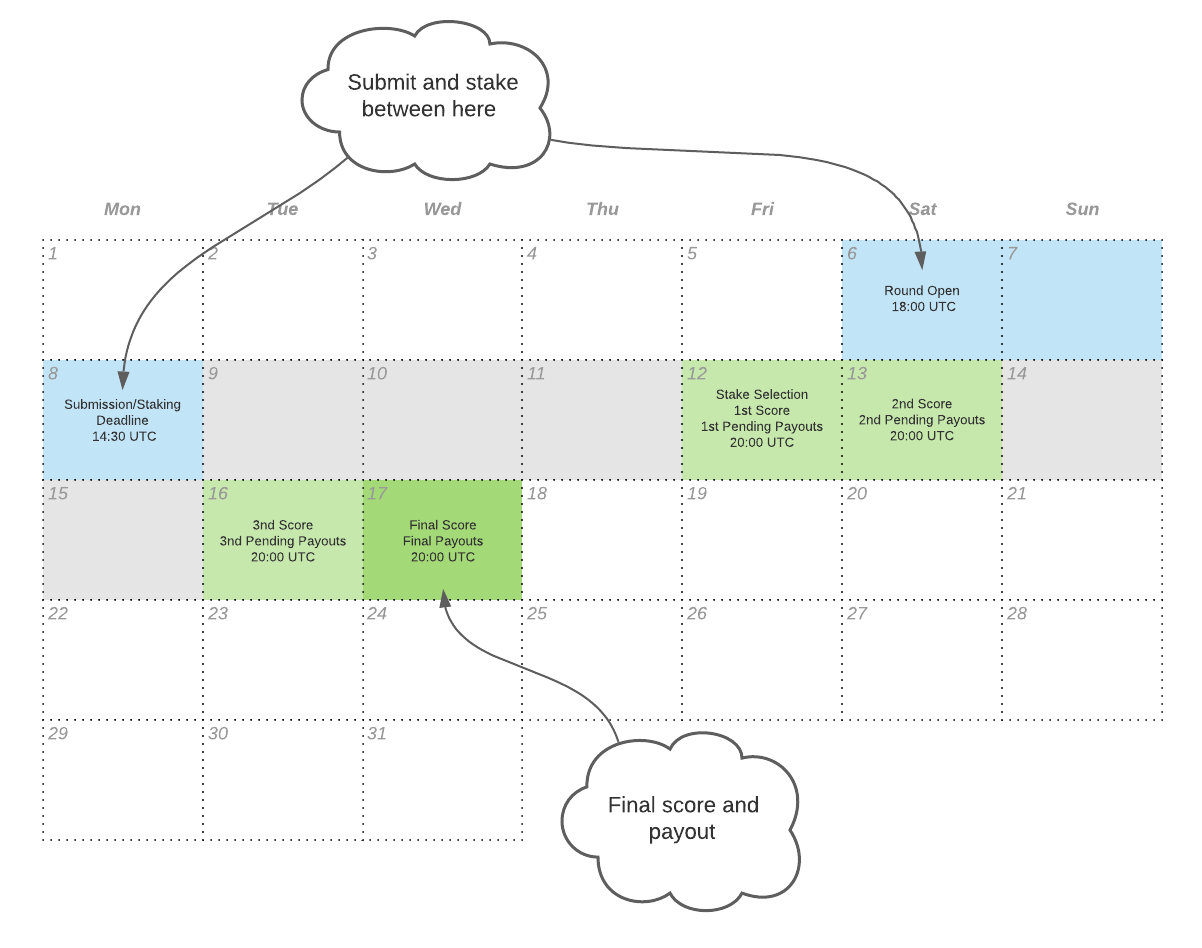 Submit and stake
between here
Mon
Tue
Wed
Thu
Fri
Sat
Sun
1
2
3
4
5
6
Round Open
18:00 UTC
7
8
Submission/Staking
Deadline
14:30 UTC
9
10
11
12
Stake Selection
1st Score
1st Pending Payouts
20:00 UTC
13
2nd Score
2nd Pending Payouts
20:00 UTC
14
15
16
3nd Score
3nd Pending Payouts
20:00 UTC
17
Final Score
Final Payouts
20:00 UTC
18
19
20
21
22
23
24
25
26
27
28
29
30
31
Final score and
payout